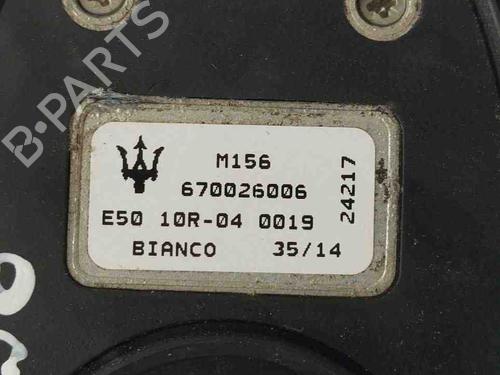 B-PARTS
M156
670026006
E50 10R-04 0019
BIANCO 35/14
24217